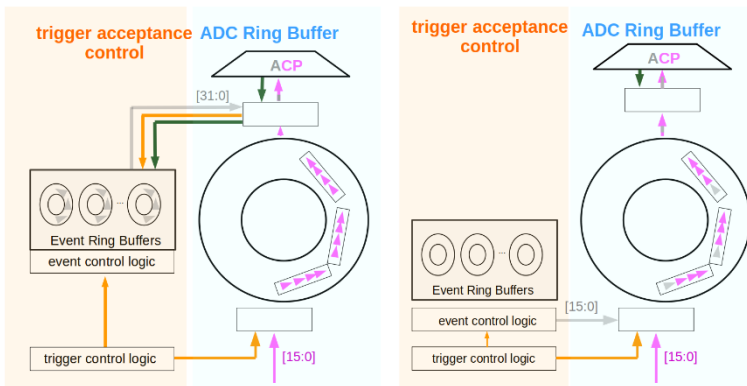 trigger acceptance
control
ADC Ring Buffer
ACP
[31:0]
...
Event Ring Buffers
event control logic
trigger control logic
[15:0]
trigger acceptance
control
ADC Ring Buffer
ACP
...
Event Ring Buffers
[15:0]
event control logic
trigger control logic
[15:0]